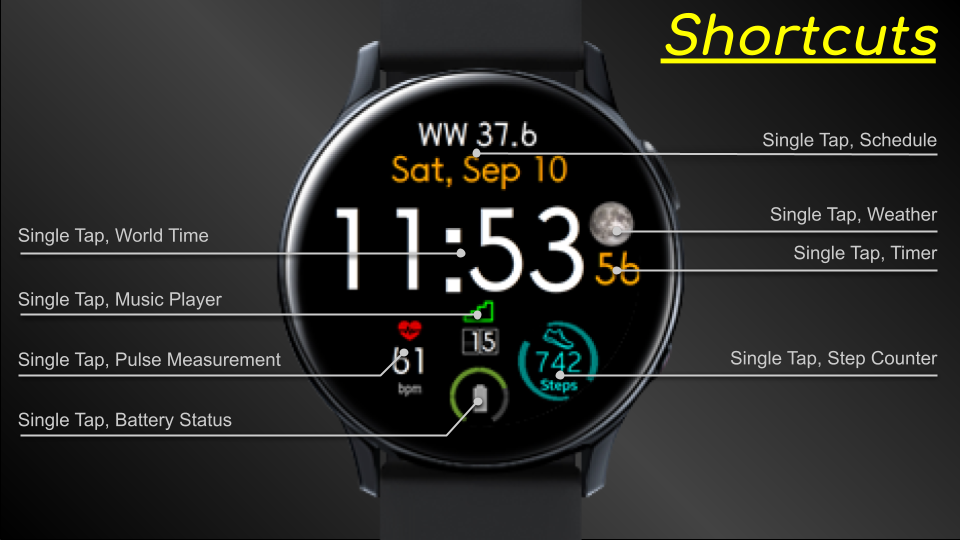 Shortcuts
WW 37.6
Sat, Sep 10
11:53
56
15
61
bpm
742
Steps
Single Tap, World Time
Single Tap, Music Player
Single Tap, Pulse Measurement
Single Tap, Battery Status
Single Tap, Schedule
Single Tap, Weather
Single Tap, Timer
Single Tap, Step Counter